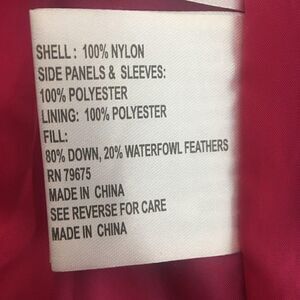 SHELL : 100% NYLON
SIDE PANELS & SLEEVES:
100% POLYESTER
LINING: 100% POLYESTER
FILL:
80% DOWN, 20% WATERFOWL FEATHERS
RN 79675
MADE IN CHINA
SEE REVERSE FOR CARE
MADE IN CHINA